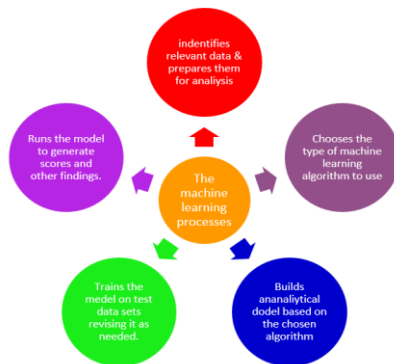 indentifies
relevant data &
prepares them
for analiysis
Chooses the
type of machine
learning
algorithm to use
Builds
ananaliytical
dodel based on
the chosen
algorithm
Trains the
medel on test
data sets
revising it as
needed.
Runs the model
to generate
scores and
other findings.
The
machine
learning
processes